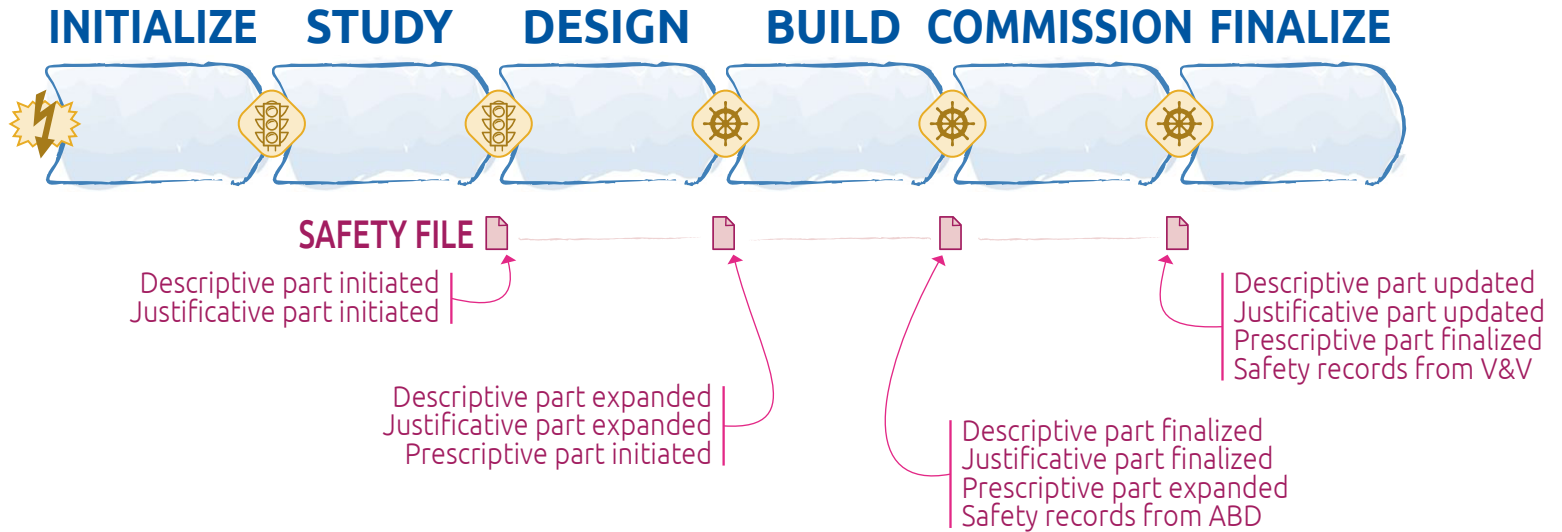 INITIALIZE STUDY DESIGN BUILD COMMISSION FINALIZE
SAFETY FILE
Descriptive part initiated
Justificative part initiated
Descriptive part expanded
Justificative part expanded
Prescriptive part initiated
Descriptive part finalized
Justificative part finalized
Prescriptive part expanded
Safety records from ABD
Descriptive part updated
Justificative part updated
Prescriptive part finalized
Safety records from V&V